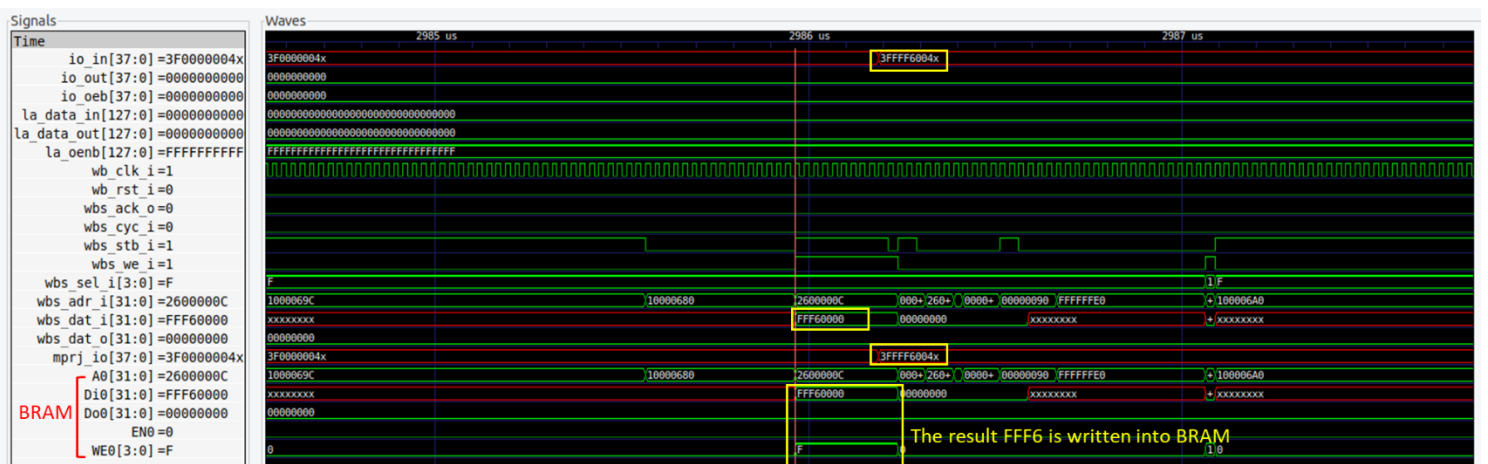 Signals Waves
Time 2985 us 2986 us 2987 us
io_in[37:0] =3F0000004x 3F0000004x 3FFFF6004x
io_out[37:0] =0000000000 0000000000
io_oeb[37:0] =0000000000 0000000000
la_data_in[127:0] =0000000000 00000000000000000000000000000000
la_data_out[127:0] =0000000000 00000000000000000000000000000000
la_oenb[127:0] =FFFFFFFFFF FFFFFFFFFFFFFFFFFFFFFFFFFFFFFFFF
wb_clk_i =1
wb_rst_i =0
wbs_ack_o =0
wbs_cyc_i =0
wbs_stb_i =1
wbs_we_i =1
wbs_sel_i[3:0] =F F 1 F
wbs_adr_i[31:0] =2600000C 1000069C 10000680 2600000C 000+ 260+ 0000+ 00000090 FFFFFFE0 + 100006A0
wbs_dat_i[31:0] =FFF60000 xxxxxxxx FFF60000 00000000 xxxxxxxx + xxxxxxxx
wbs_dat_o[31:0] =00000000 00000000
mprj_io[37:0] =3F0000004x 3F0000004x 3FFFF6004x
A0[31:0] =2600000C 1000069C 10000680 2600000C 000+ 260+ 0000+ 00000090 FFFFFFE0 + 100006A0
Di0[31:0] =FFF60000 xxxxxxxx FFF60000 00000000 xxxxxxxx + xxxxxxxx
BRAM Do0[31:0] =00000000 00000000
EN0 =0 The result FFF6 is written into BRAM
WE0[3:0] =F 0 F 0 1 0